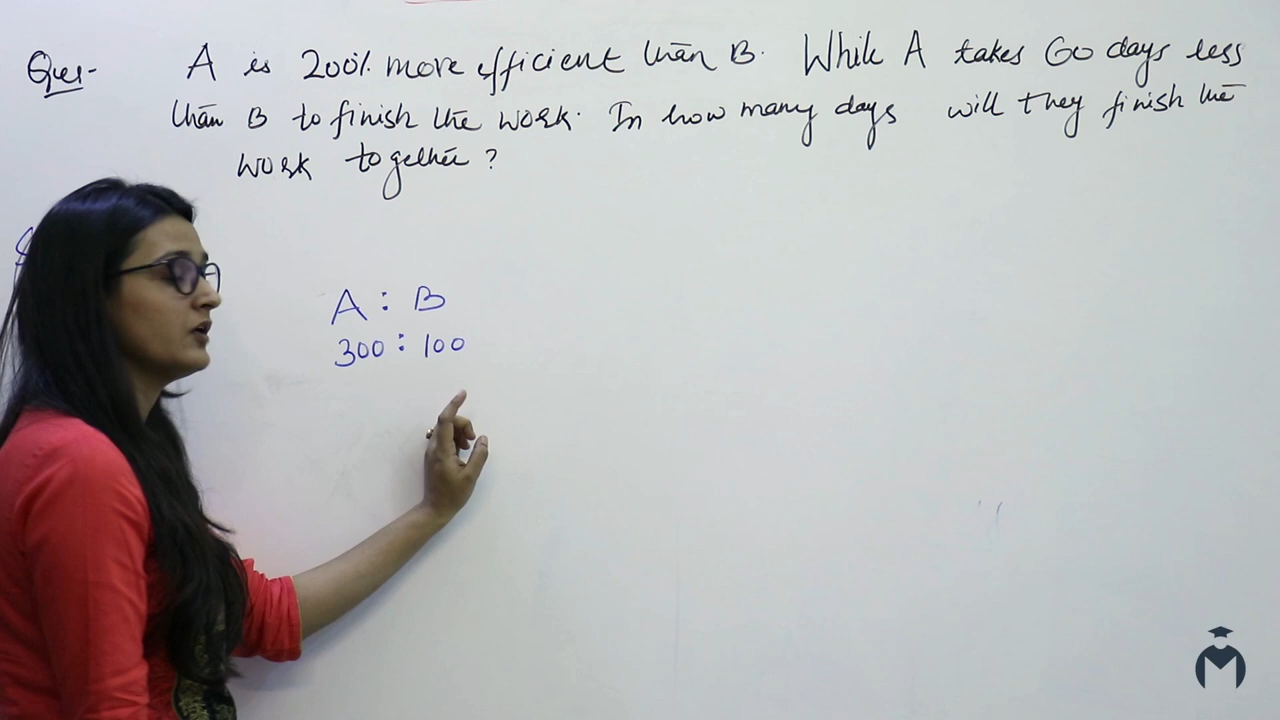 Ques- A is 200% more efficient than B. While A takes 60 days less
than B to finish the work. In how many days will they finish the
work together?
A : B
300 : 100